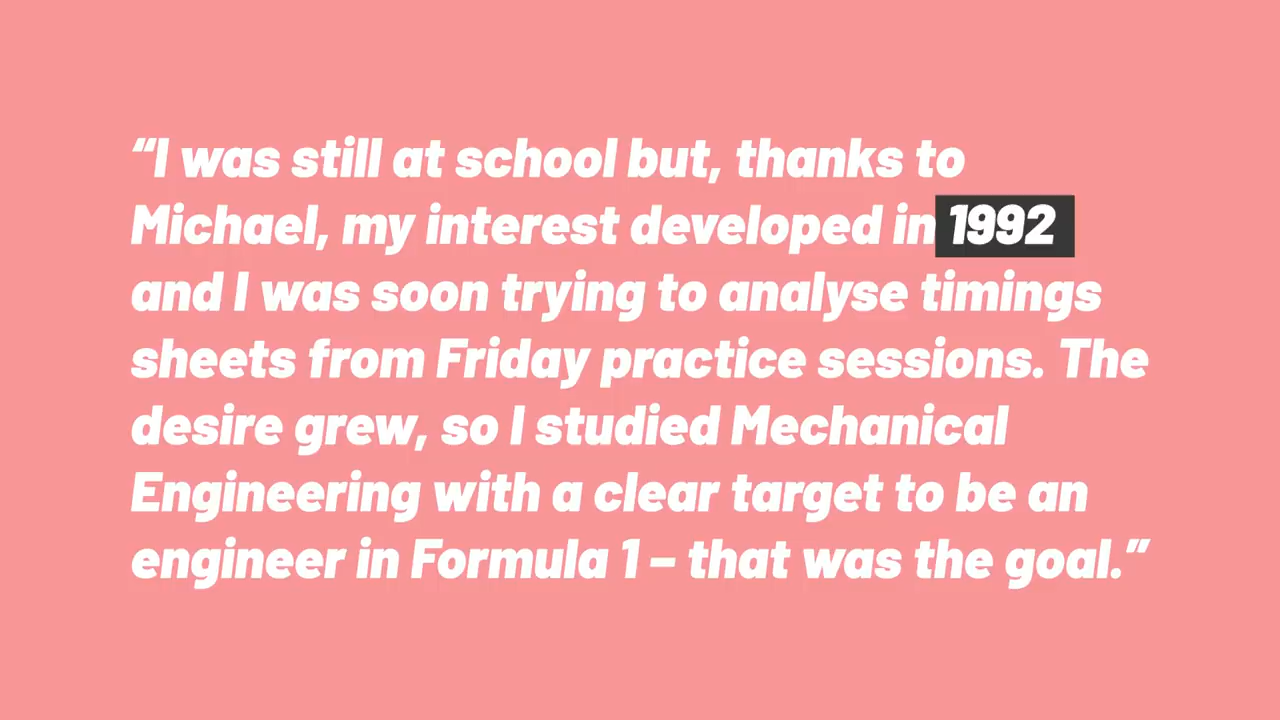 “I was still at school but, thanks to
Michael, my interest developed in 1992
and I was soon trying to analyse timings
sheets from Friday practice sessions. The
desire grew, so I studied Mechanical
Engineering with a clear target to be an
engineer in Formula 1 – that was the goal.”